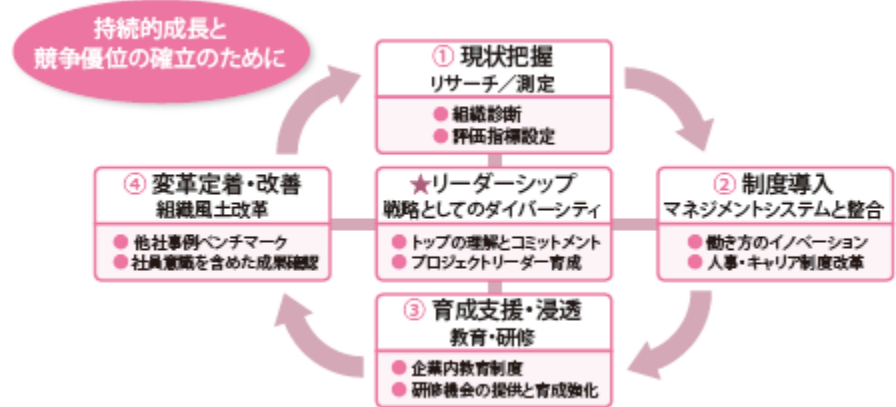 持続的成長と
競争優位の確立のために
① 現状把握
リサーチ／測定
● 組織診断
● 評価指標設定
④ 変革定着・改善
組織風土改革
● 他社事例ベンチマーク
● 社員意識を含めた成果確認
★リーダーシップ
戦略としてのダイバーシティ
● トップの理解とコミットメント
● プロジェクトリーダー育成
② 制度導入
マネジメントシステムと整合
● 働き方のイノベーション
● 人事・キャリア制度改革
③ 育成支援・浸透
教育・研修
● 企業内教育制度
● 研修機会の提供と育成強化